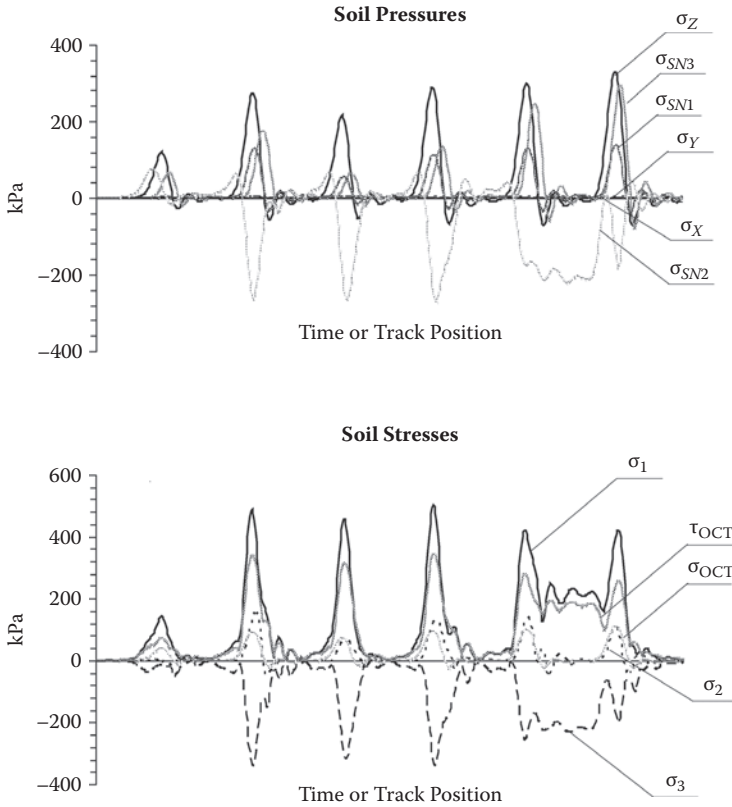 Soil Pressures
400
200
0
−200
−400
kPa
σZ
σSN3
σSN1
σY
σX
σSN2
Time or Track Position
Soil Stresses
600
400
200
0
−200
−400
kPa
σ1
τOCT
σOCT
σ2
σ3
Time or Track Position